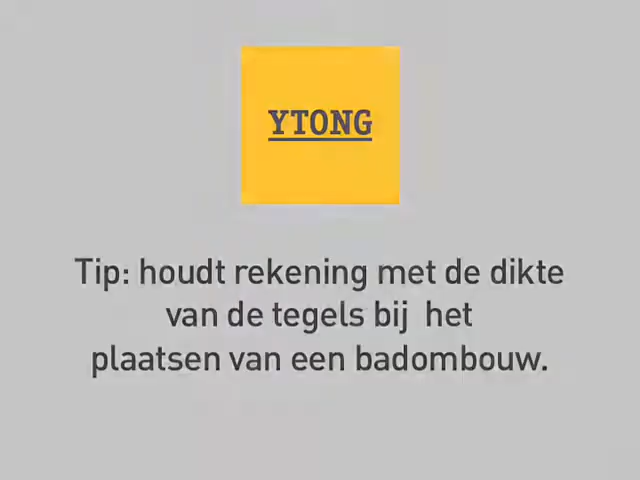 YTONG
Tip: houdt rekening met de dikte
van de tegels bij  het
plaatsen van een badombouw.